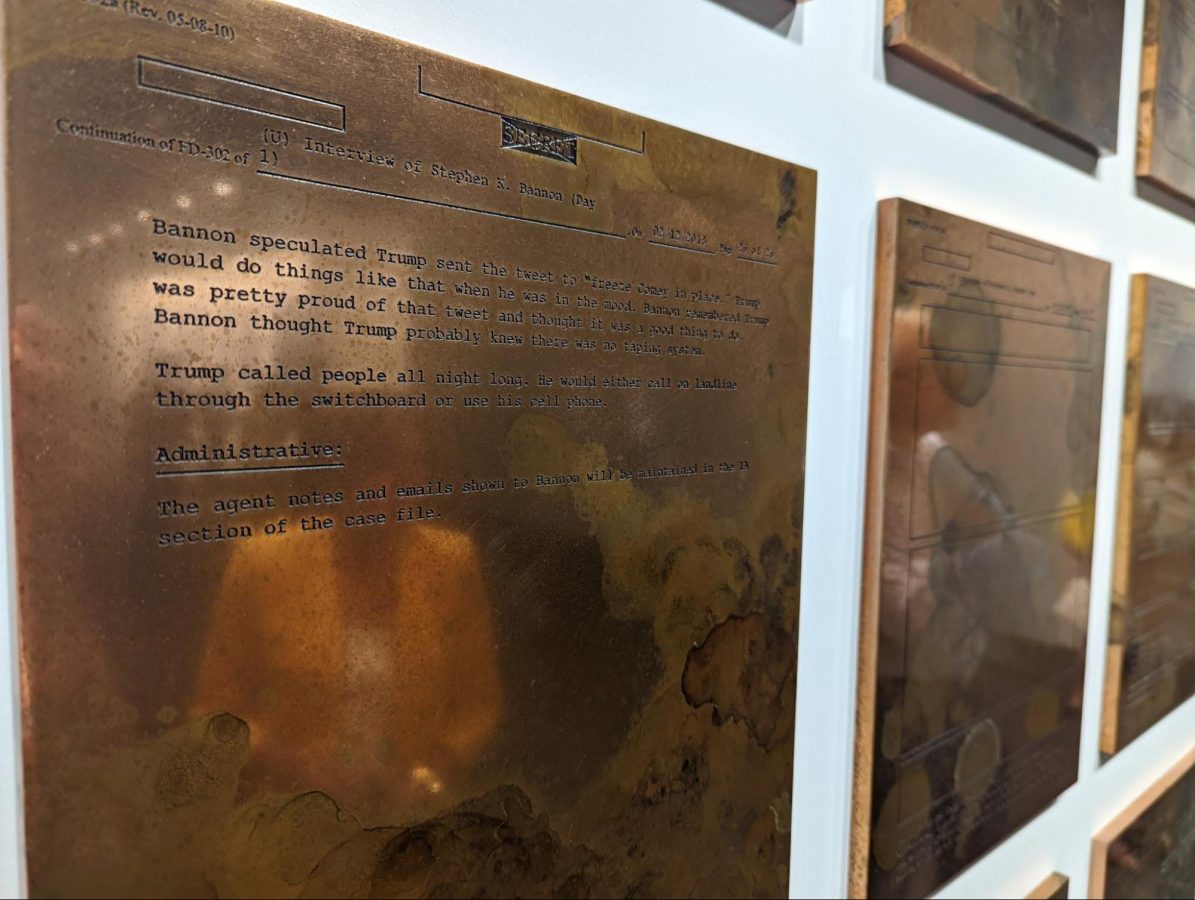 (Rev. 05-08-10)
SECRET
Continuation of FD-302 of
(U) Interview of Stephen K. Bannon (Day
1)
, On 02/12/2018 , Page
Bannon speculated Trump sent the tweet to "freeze Comey in place." Trump
would do things like that when he was in the mood. Bannon remembered Trump
was pretty proud of that tweet and thought it was a good thing to do.
Bannon thought Trump probably knew there was no taping system.
Trump called people all night long. He would either call on landline
through the switchboard or use his cell phone.
Administrative:
The agent notes and emails shown to Bannon will be maintained in the 1A
section of the case file.